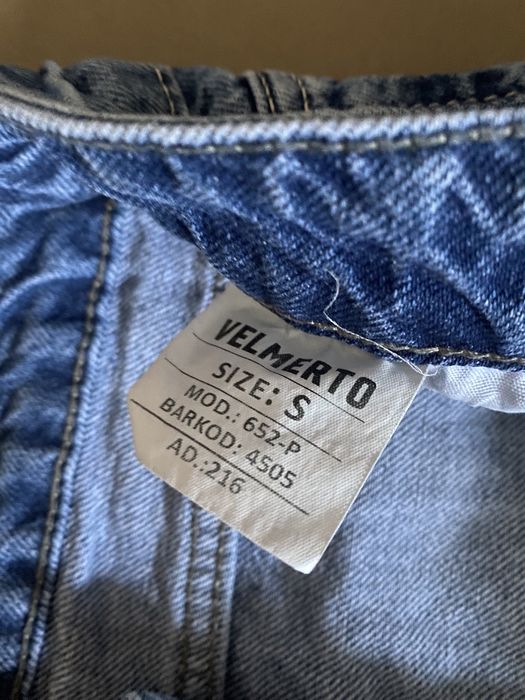 VELMERTO
SIZE: S
MOD.: 652-P
BARKOD: 4505
AD.:216